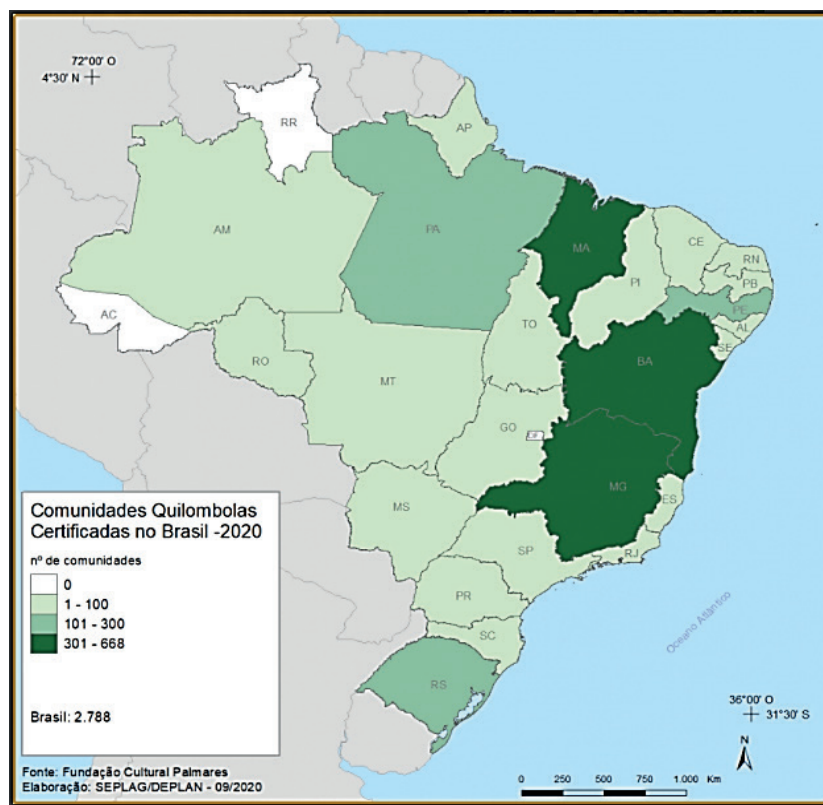 72°00' O
4°30' N
RR
AP
AM
PA
MA
CE
RN
PB
PI
PE
AL
SE
AC
TO
RO
BA
MT
GO
DF
MG
MS
ES
SP
RJ
PR
SC
RS
Oceano Atlântico
Comunidades Quilombolas
Certificadas no Brasil -2020
nº de comunidades
0
1 - 100
101 - 300
301 - 668
Brasil: 2.788
36°00' O
31°30' S
N
Fonte: Fundação Cultural Palmares
Elaboração: SEPLAG/DEPLAN - 09/2020
0 250 500 750 1.000 Km